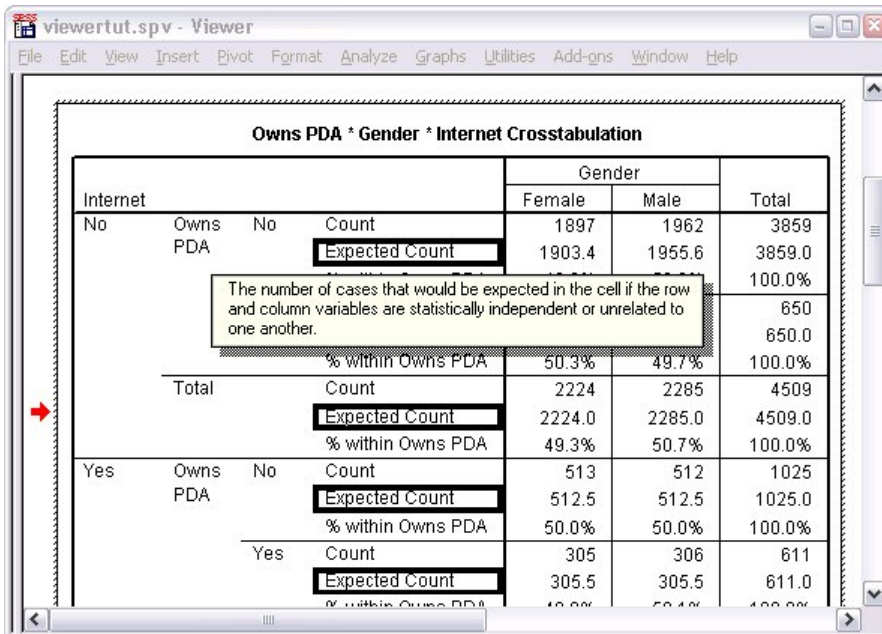 viewertut.spv - Viewer
File Edit View Insert Pivot Format Analyze Graphs Utilities Add-ons Window Help
Owns PDA * Gender * Internet Crosstabulation
Gender
Internet Female Male Total
No Owns PDA No Count 1897 1962 3859
Expected Count 1903.4 1955.6 3859.0
100.0%
The number of cases that would be expected in the cell if the row
and column variables are statistically independent or unrelated to
one another.
650
650.0
% within Owns PDA 50.3% 49.7% 100.0%
Total Count 2224 2285 4509
Expected Count 2224.0 2285.0 4509.0
% within Owns PDA 49.3% 50.7% 100.0%
Yes Owns PDA No Count 513 512 1025
Expected Count 512.5 512.5 1025.0
% within Owns PDA 50.0% 50.0% 100.0%
Yes Count 305 306 611
Expected Count 305.5 305.5 611.0